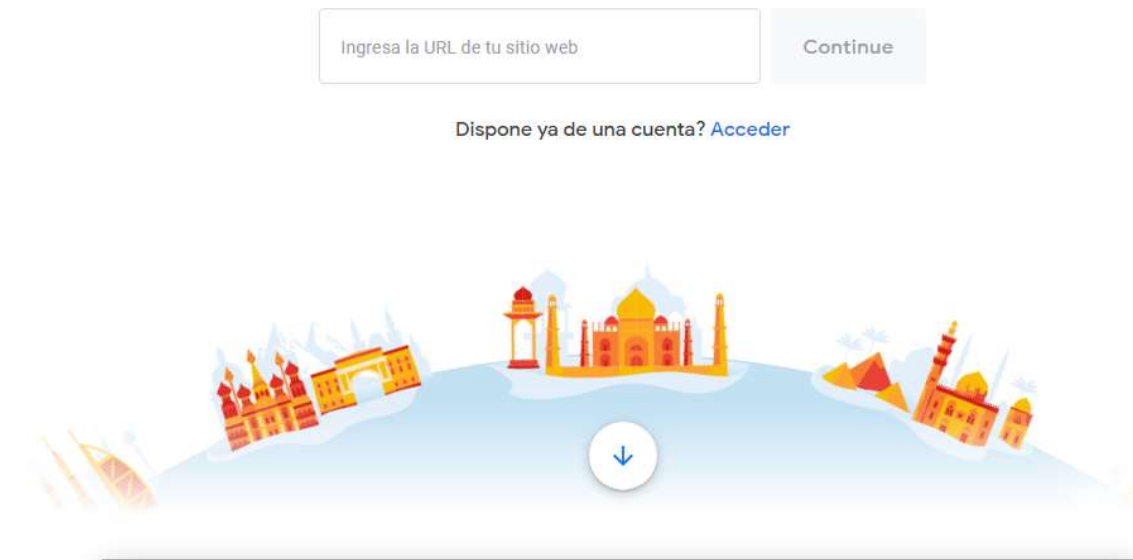 Ingresa la URL de tu sitio web
Continue
Dispone ya de una cuenta? Acceder